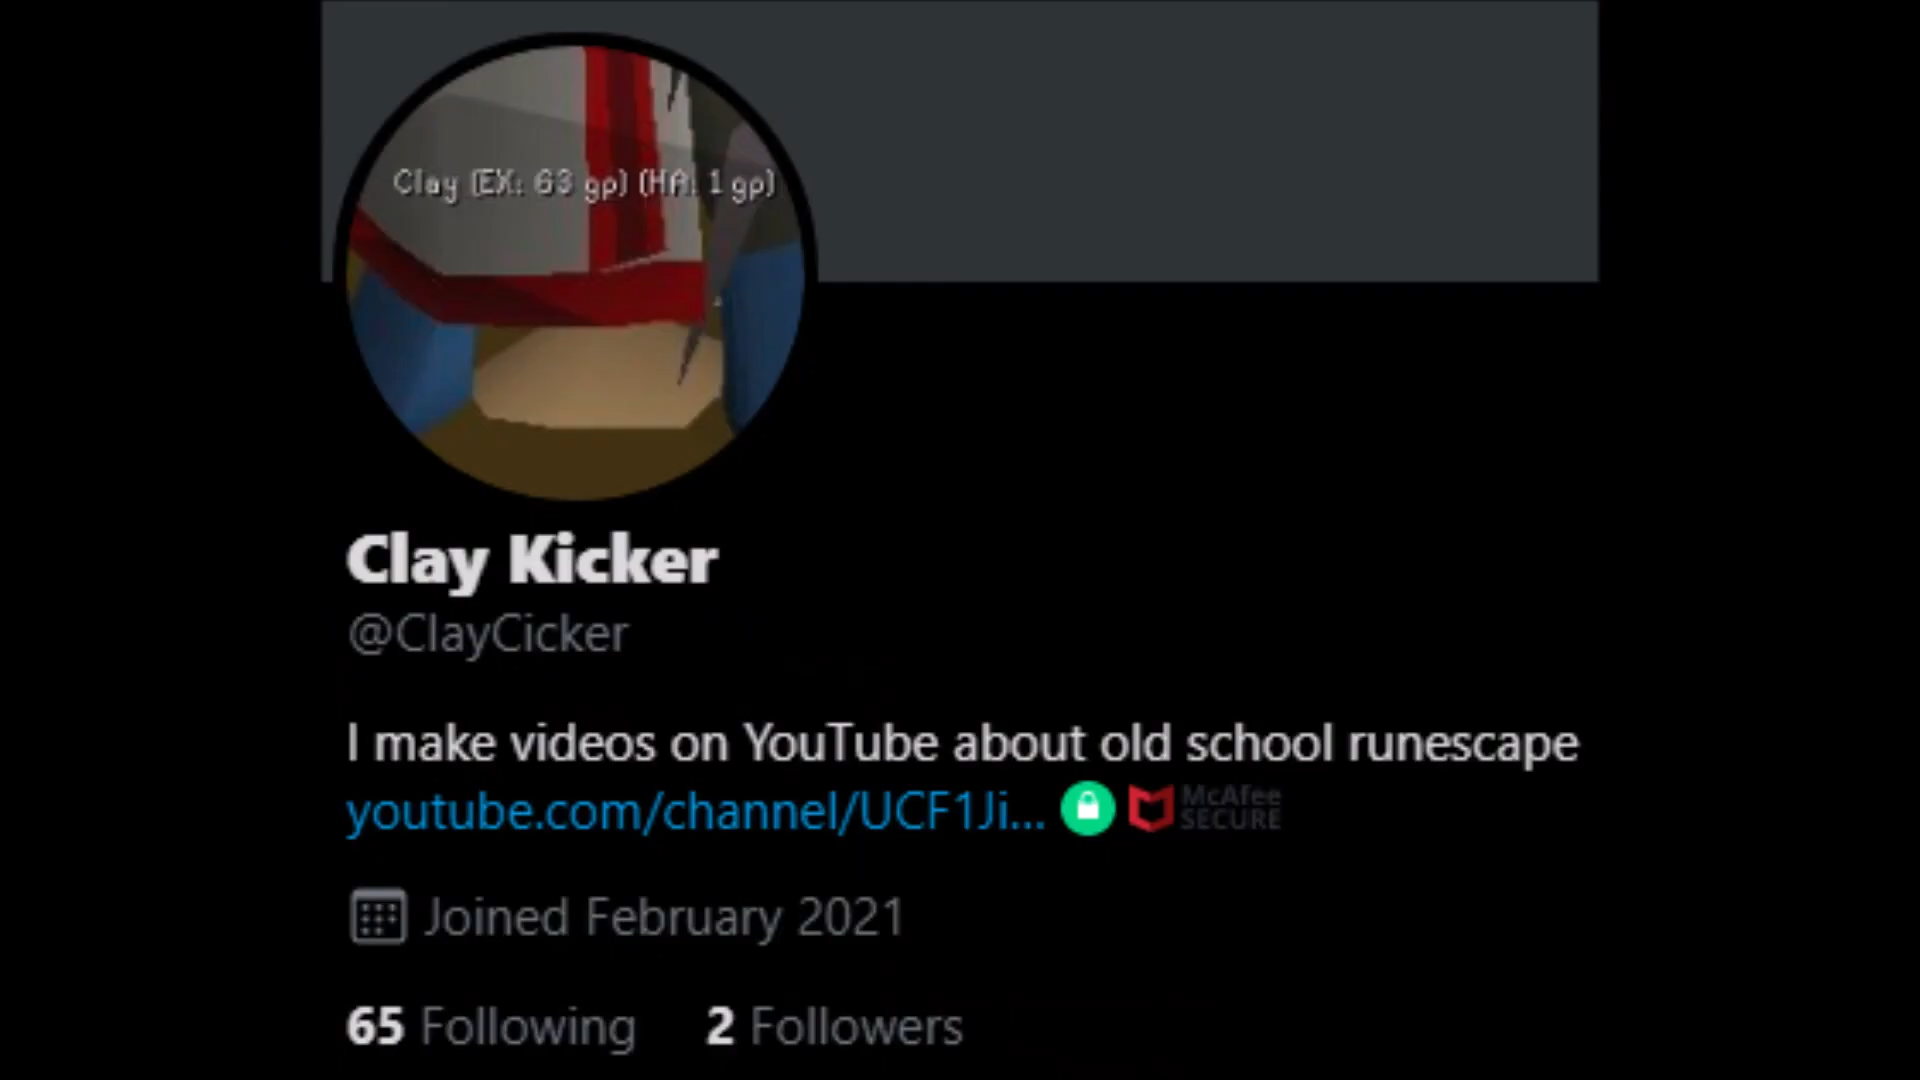 Clay (EX: 63 gp) (HA: 1 gp)
Clay Kicker
@ClayCicker
I make videos on YouTube about old school runescape
youtube.com/channel/UCF1Ji...
McAfee
SECURE
Joined February 2021
65 Following 2 Followers